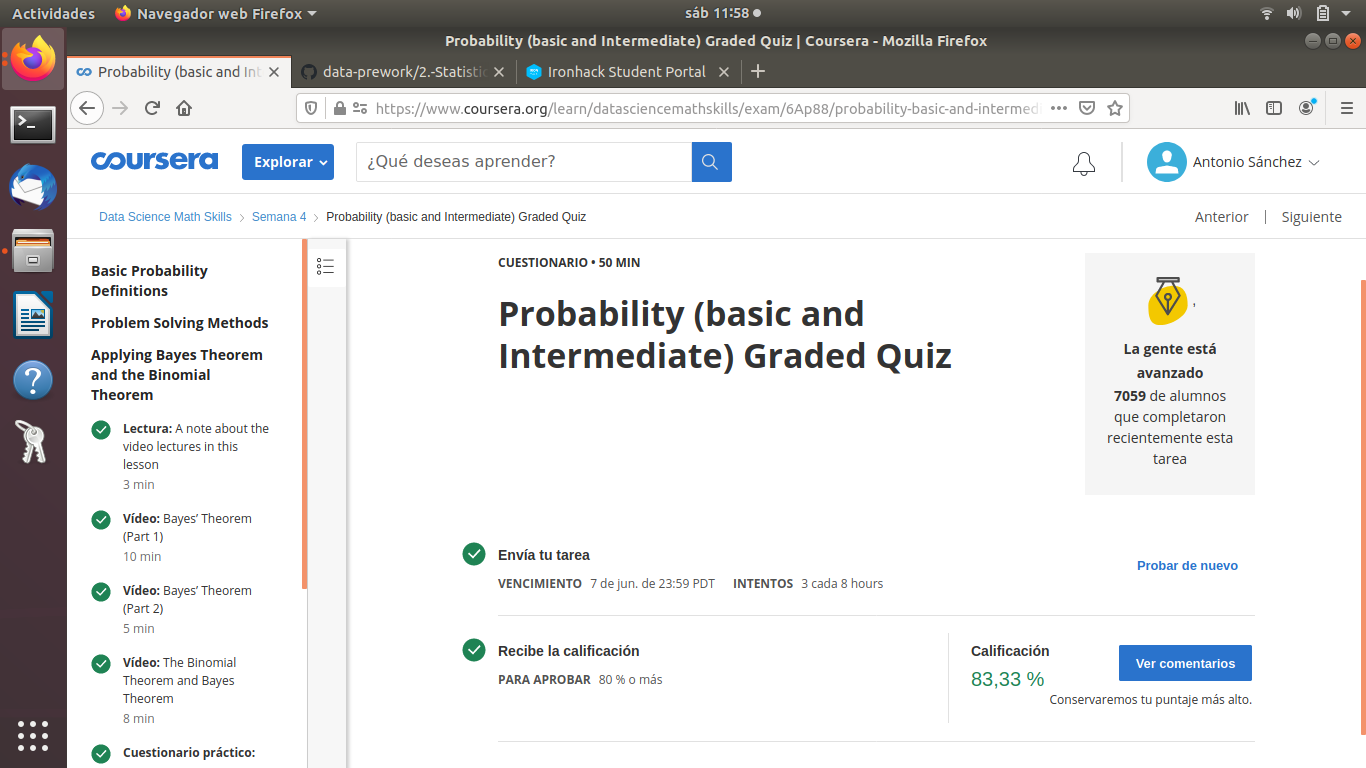 Actividades
Navegador web Firefox
sáb 11:58
Probability (basic and Intermediate) Graded Quiz | Coursera - Mozilla Firefox
Probability (basic and Int
data-prework/2.-Statistic
Ironhack Student Portal
https://www.coursera.org/learn/datasciencemathskills/exam/6Ap88/probability-basic-and-intermed
coursera
Explorar
¿Qué deseas aprender?
Antonio Sánchez
Data Science Math Skills
Semana 4
Probability (basic and Intermediate) Graded Quiz
Anterior
Siguiente
Basic Probability
Definitions
Problem Solving Methods
Applying Bayes Theorem
and the Binomial
Theorem
Lectura: A note about the
video lectures in this
lesson
3 min
Vídeo: Bayes’ Theorem
(Part 1)
10 min
Vídeo: Bayes’ Theorem
(Part 2)
5 min
Vídeo: The Binomial
Theorem and Bayes
Theorem
8 min
Cuestionario práctico:
CUESTIONARIO • 50 MIN
Probability (basic and
Intermediate) Graded Quiz
La gente está
avanzado
7059 de alumnos
que completaron
recientemente esta
tarea
Envía tu tarea
VENCIMIENTO 7 de jun. de 23:59 PDT INTENTOS 3 cada 8 hours
Probar de nuevo
Recibe la calificación
PARA APROBAR 80 % o más
Calificación
83,33 %
Ver comentarios
Conservaremos tu puntaje más alto.